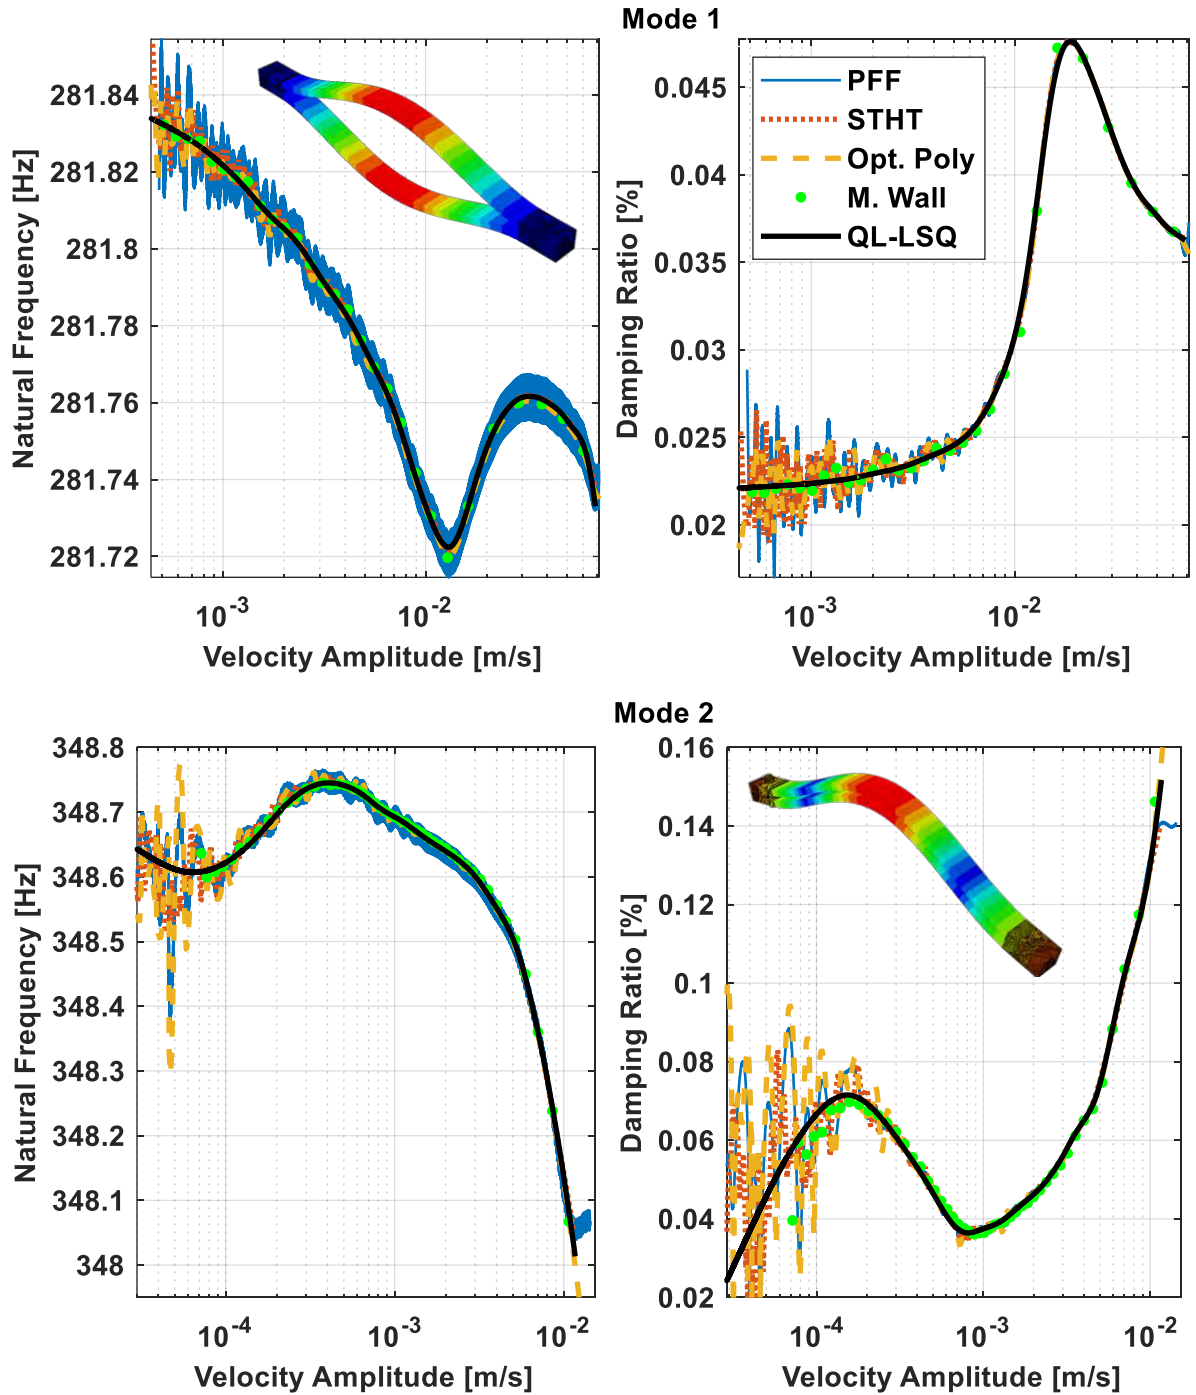 Mode 1
281.84
281.82
281.8
281.78
281.76
281.74
281.72
Natural Frequency [Hz]
10-3
10-2
Velocity Amplitude [m/s]
0.045
0.04
0.035
0.03
0.025
0.02
Damping Ratio [%]
PFF
STHT
Opt. Poly
M. Wall
QL-LSQ
10-3
10-2
Velocity Amplitude [m/s]
Mode 2
348.8
348.7
348.6
348.5
348.4
348.3
348.2
348.1
348
Natural Frequency [Hz]
10-4
10-3
10-2
Velocity Amplitude [m/s]
0.16
0.14
0.12
0.1
0.08
0.06
0.04
0.02
Damping Ratio [%]
10-4
10-3
10-2
Velocity Amplitude [m/s]